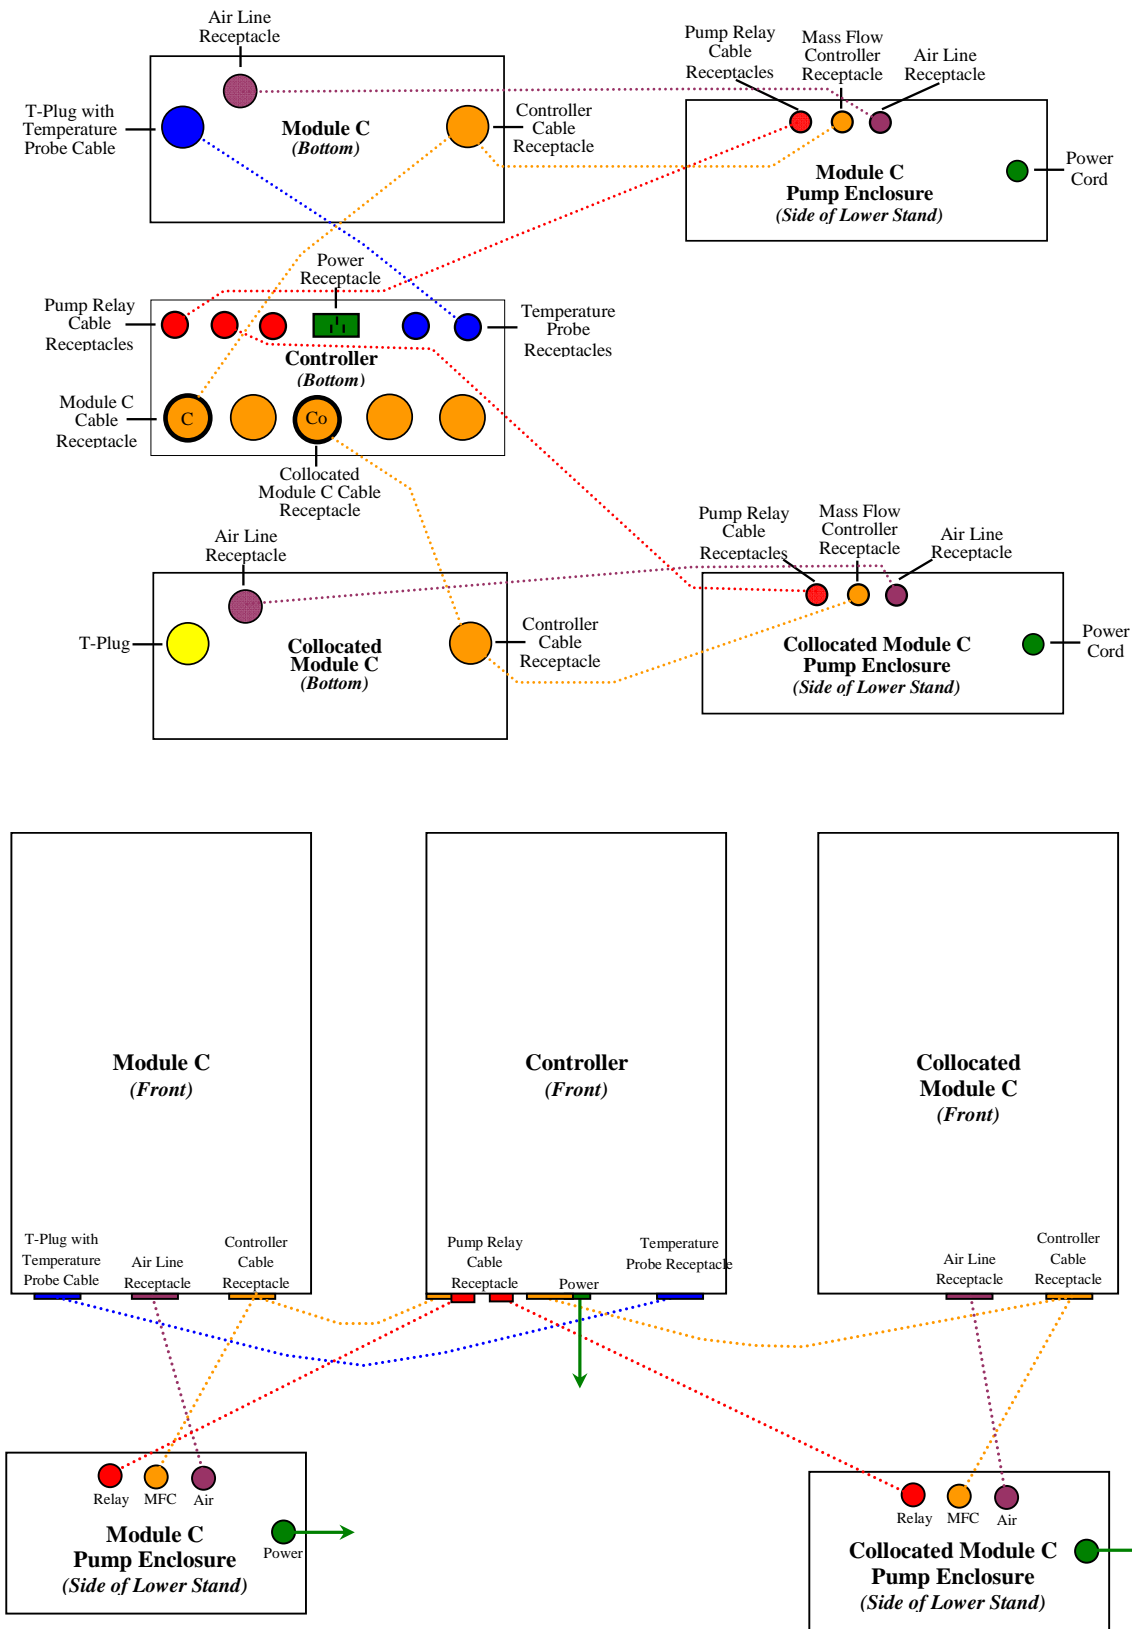 Air Line
Receptacle
T-Plug with
Temperature
Probe Cable
Module C
(Bottom)
Controller
Cable
Receptacle
Pump Relay
Cable
Receptacles
Mass Flow
Controller
Receptacle
Air Line
Receptacle
Module C
Pump Enclosure
(Side of Lower Stand)
Power
Cord
Power
Receptacle
Pump Relay
Cable
Receptacles
Temperature
Probe
Receptacles
Controller
(Bottom)
Module C
Cable
Receptacle
C
Co
Collocated
Module C Cable
Receptacle
Air Line
Receptacle
T-Plug
Collocated
Module C
(Bottom)
Controller
Cable
Receptacle
Pump Relay
Cable
Receptacles
Mass Flow
Controller
Receptacle
Air Line
Receptacle
Collocated Module C
Pump Enclosure
(Side of Lower Stand)
Power
Cord
Module C
(Front)
T-Plug with
Temperature
Probe Cable
Air Line
Receptacle
Controller
Cable
Receptacle
Controller
(Front)
Pump Relay
Cable
Receptacle
Power
Temperature
Probe Receptacle
Collocated
Module C
(Front)
Air Line
Receptacle
Controller
Cable
Receptacle
Relay
MFC
Air
Module C
Pump Enclosure
(Side of Lower Stand)
Power
Relay
MFC
Air
Collocated Module C
Pump Enclosure
(Side of Lower Stand)